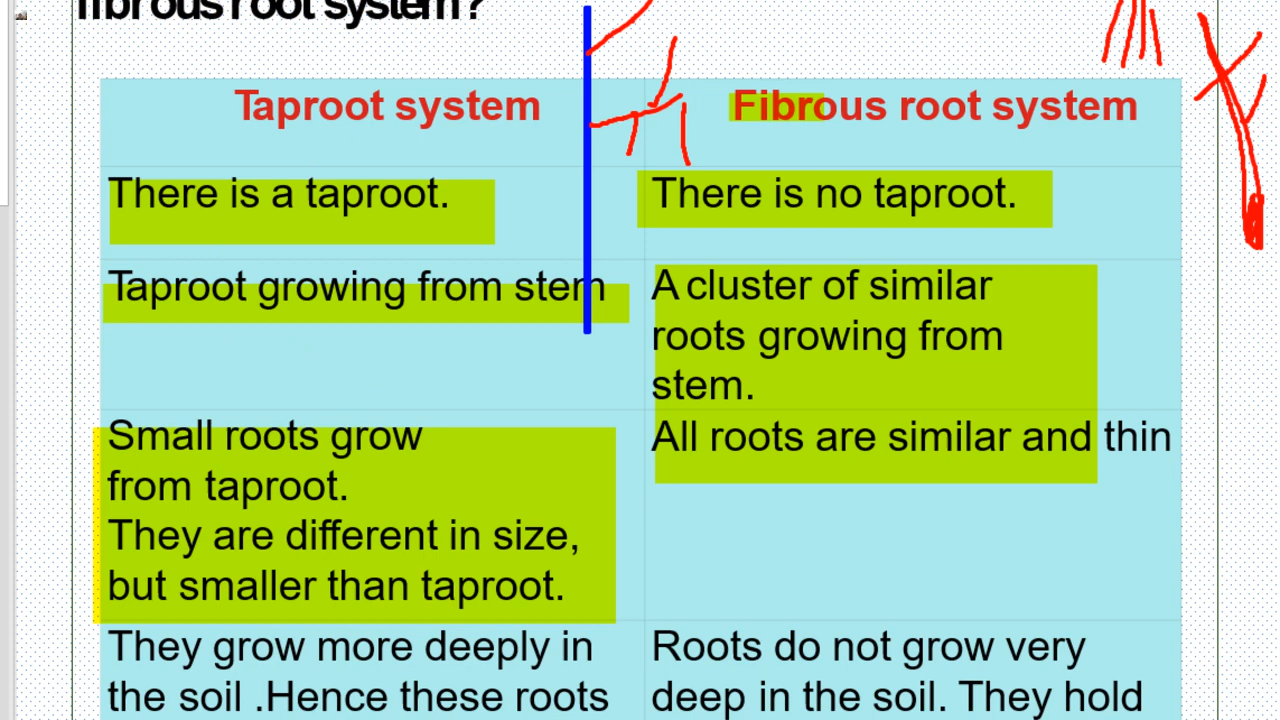 fibrous root system?
Taproot system
Fibrous root system
There is a taproot.
There is no taproot.
Taproot growing from stem
A cluster of similar
roots growing from
stem.
Small roots grow
from taproot.
They are different in size,
but smaller than taproot.
All roots are similar and thin
They grow more deeply in
the soil .Hence these roots
Roots do not grow very
deep in the soil. They hold